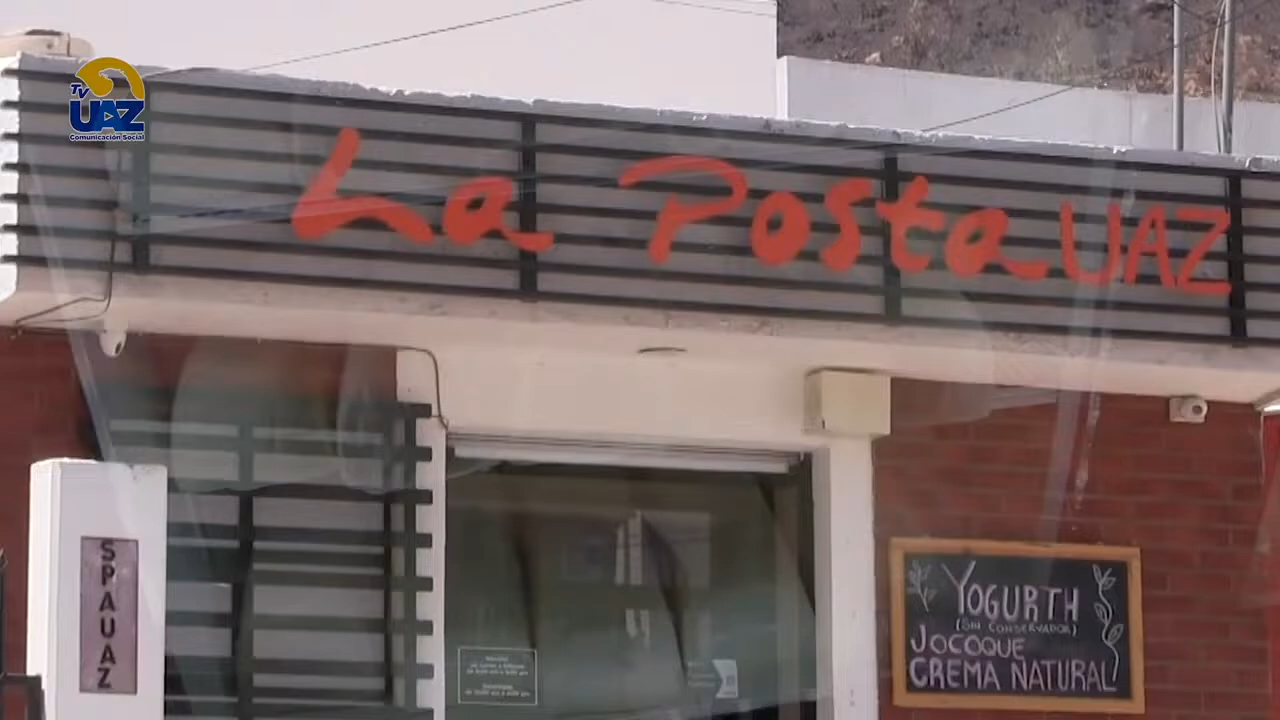 Tv
UAZ
Comunicación Social
La Posta UAZ
SPAUAZ
YOGURTH
(SIN CONSERVADOR)
JOCOQUE
CREMA NATURAL